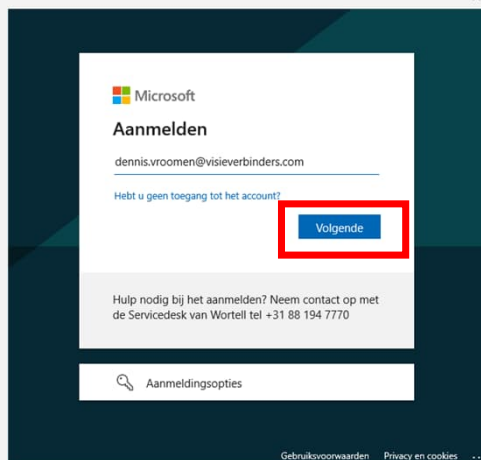 Microsoft
Aanmelden
dennis.vroomen@visieverbinders.com
Hebt u geen toegang tot het account?
Volgende
Hulp nodig bij het aanmelden? Neem contact op met
de Servicedesk van Wortell tel +31 88 194 7770
Aanmeldingsopties
Gebruiksvoorwaarden Privacy en cookies ...